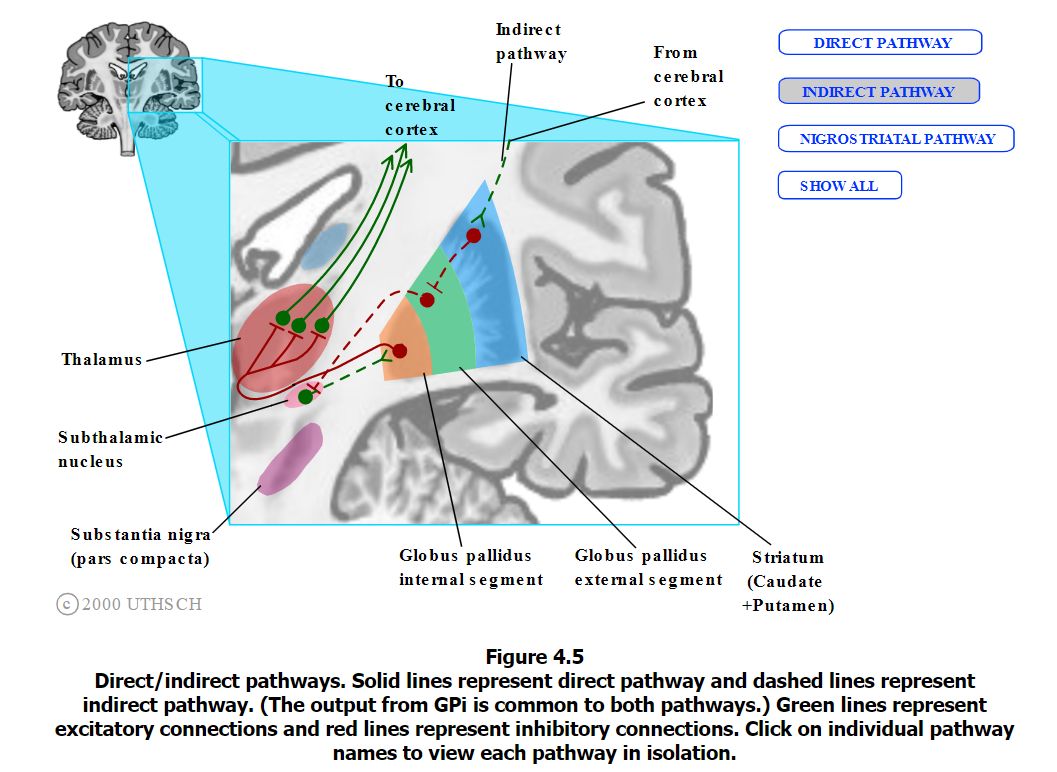 Indirect
pathway
From
cerebral
cortex
To
cerebral
cortex
DIRECT PATHWAY
INDIRECT PATHWAY
NIGROSTRIATAL PATHWAY
SHOW ALL
Thalamus
Subthalamic
nucleus
Substantia nigra
(pars compacta)
Globus pallidus
internal segment
Globus pallidus
external segment
Striatum
(Caudate
+Putamen)
© 2000 UTHSCH
Figure 4.5
Direct/indirect pathways. Solid lines represent direct pathway and dashed lines represent
indirect pathway. (The output from GPi is common to both pathways.) Green lines represent
excitatory connections and red lines represent inhibitory connections. Click on individual pathway
names to view each pathway in isolation.